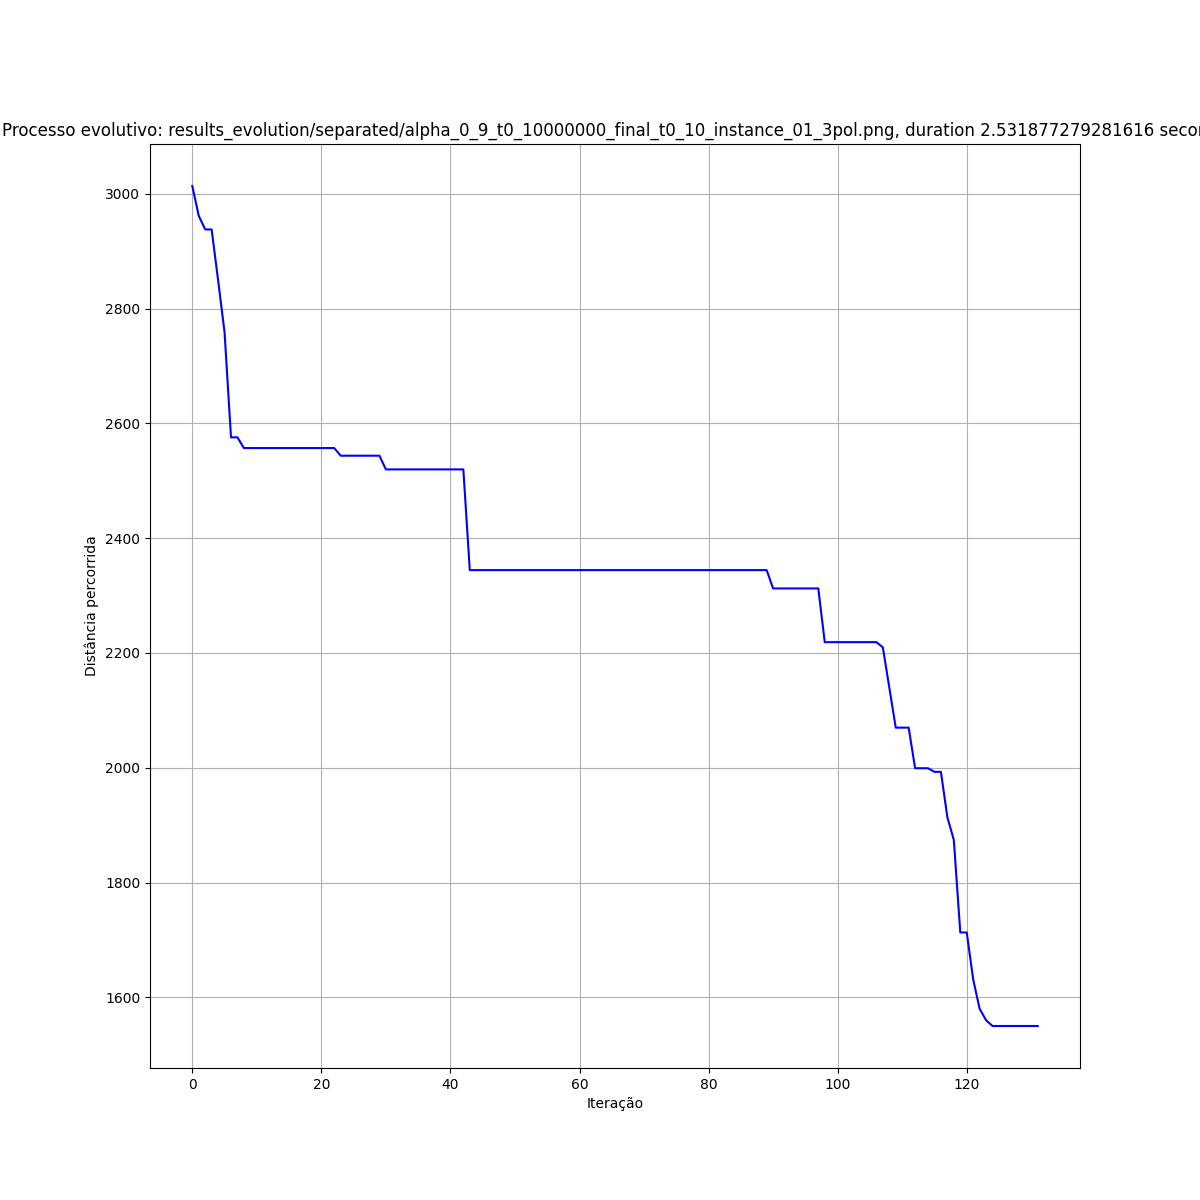 Processo evolutivo: results_evolution/separated/alpha_0_9_t0_10000000_final_t0_10_instance_01_3pol.png, duration 2.531877279281616
3000
2800
2600
2400
2200
2000
1800
1600
Distância percorrida
0 20 40 60 80 100 120
Iteração